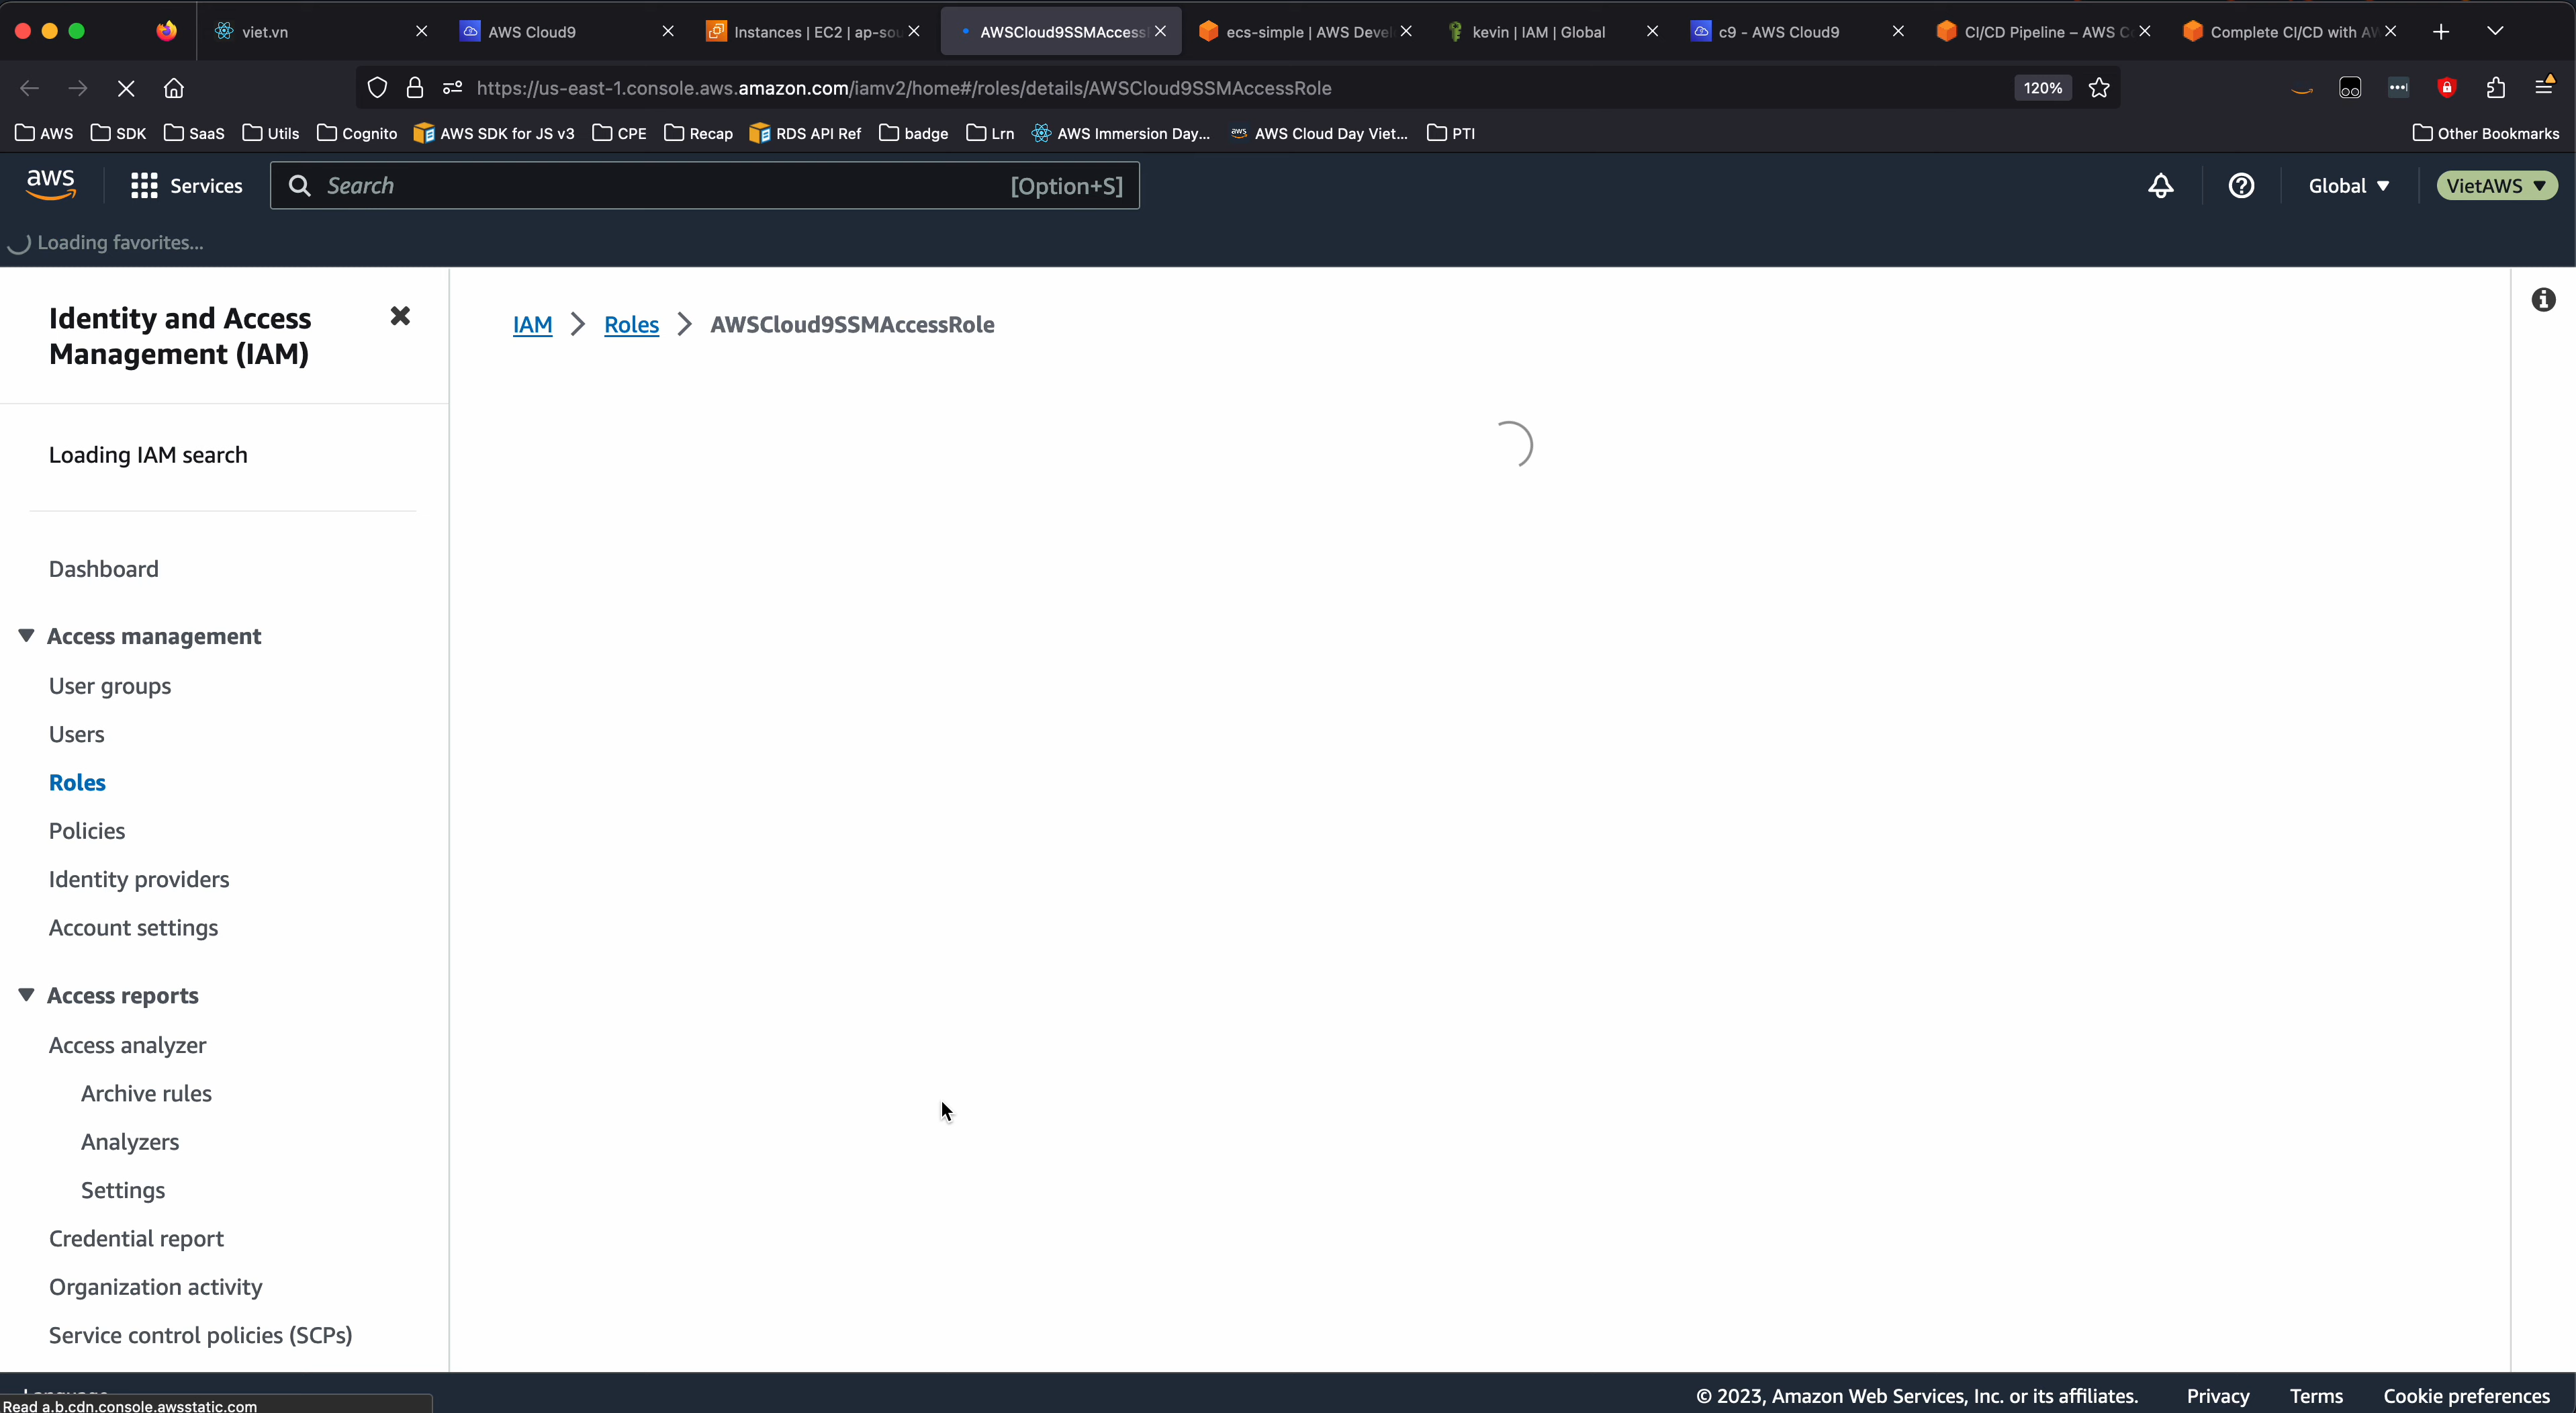 viet.vn
AWS Cloud9
Instances | EC2 | ap-sou
AWSCloud9SSMAccess
ecs-simple | AWS Devel
kevin | IAM | Global
c9 - AWS Cloud9
CI/CD Pipeline – AWS C
Complete CI/CD with AW
https://us-east-1.console.aws.amazon.com/iamv2/home#/roles/details/AWSCloud9SSMAccessRole
120%
AWS
SDK
SaaS
Utils
Cognito
AWS SDK for JS v3
CPE
Recap
RDS API Ref
badge
Lrn
AWS Immersion Day...
AWS Cloud Day Viet...
PTI
Other Bookmarks
aws
Services
Search
[Option+S]
Global
VietAWS
Loading favorites...
Identity and Access
Management (IAM)
IAM
Roles
AWSCloud9SSMAccessRole
Loading IAM search
Dashboard
Access management
User groups
Users
Roles
Policies
Identity providers
Account settings
Access reports
Access analyzer
Archive rules
Analyzers
Settings
Credential report
Organization activity
Service control policies (SCPs)
Language
Read a.b.cdn.console.awsstatic.com
© 2023, Amazon Web Services, Inc. or its affiliates.
Privacy
Terms
Cookie preferences